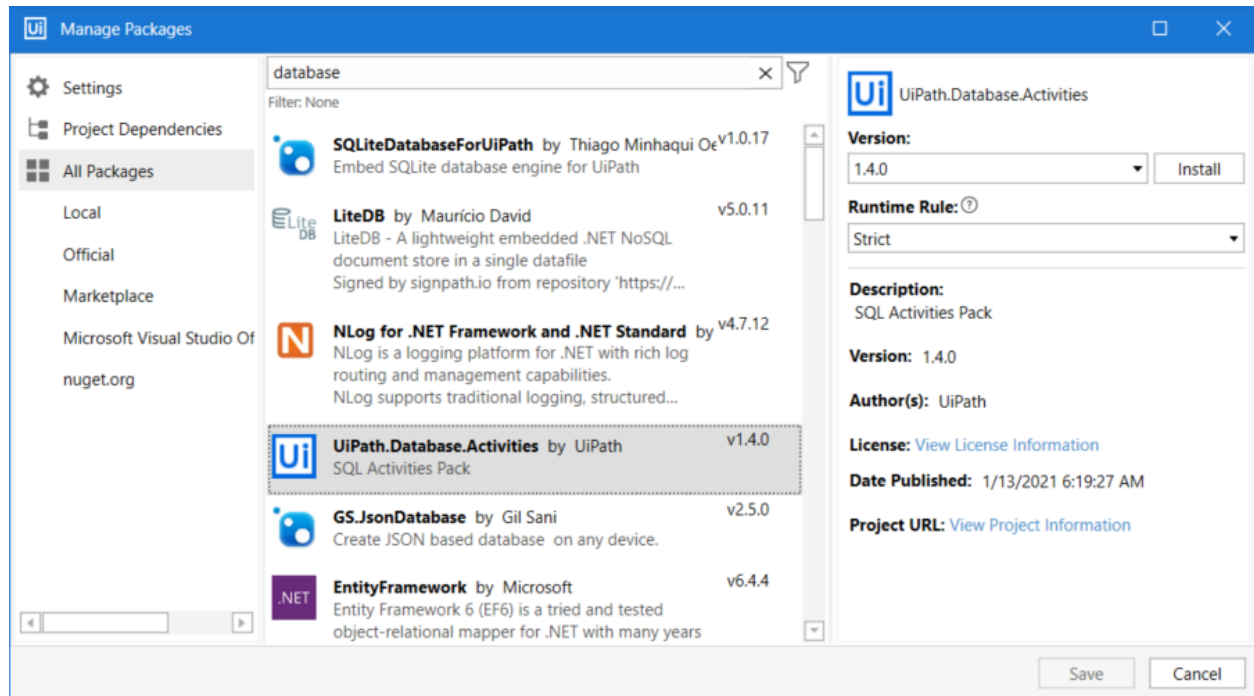 Ui Manage Packages
Settings
Project Dependencies
All Packages
Local
Official
Marketplace
Microsoft Visual Studio Of
nuget.org
database
Filter: None
SQLiteDatabaseForUiPath by Thiago Minhaqui Oe v1.0.17
Embed SQLite database engine for UiPath
Lite DB
LiteDB by Maurício David v5.0.11
LiteDB - A lightweight embedded .NET NoSQL
document store in a single datafile
Signed by signpath.io from repository 'https://...
N
NLog for .NET Framework and .NET Standard by v4.7.12
NLog is a logging platform for .NET with rich log
routing and management capabilities.
NLog supports traditional logging, structured...
Ui
UiPath.Database.Activities by UiPath v1.4.0
SQL Activities Pack
GS.JsonDatabase by Gil Sani v2.5.0
Create JSON based database on any device.
.NET
EntityFramework by Microsoft v6.4.4
Entity Framework 6 (EF6) is a tried and tested
object-relational mapper for .NET with many years
Ui UiPath.Database.Activities
Version:
1.4.0 Install
Runtime Rule: ?
Strict
Description:
SQL Activities Pack
Version: 1.4.0
Author(s): UiPath
License: View License Information
Date Published: 1/13/2021 6:19:27 AM
Project URL: View Project Information
Save Cancel